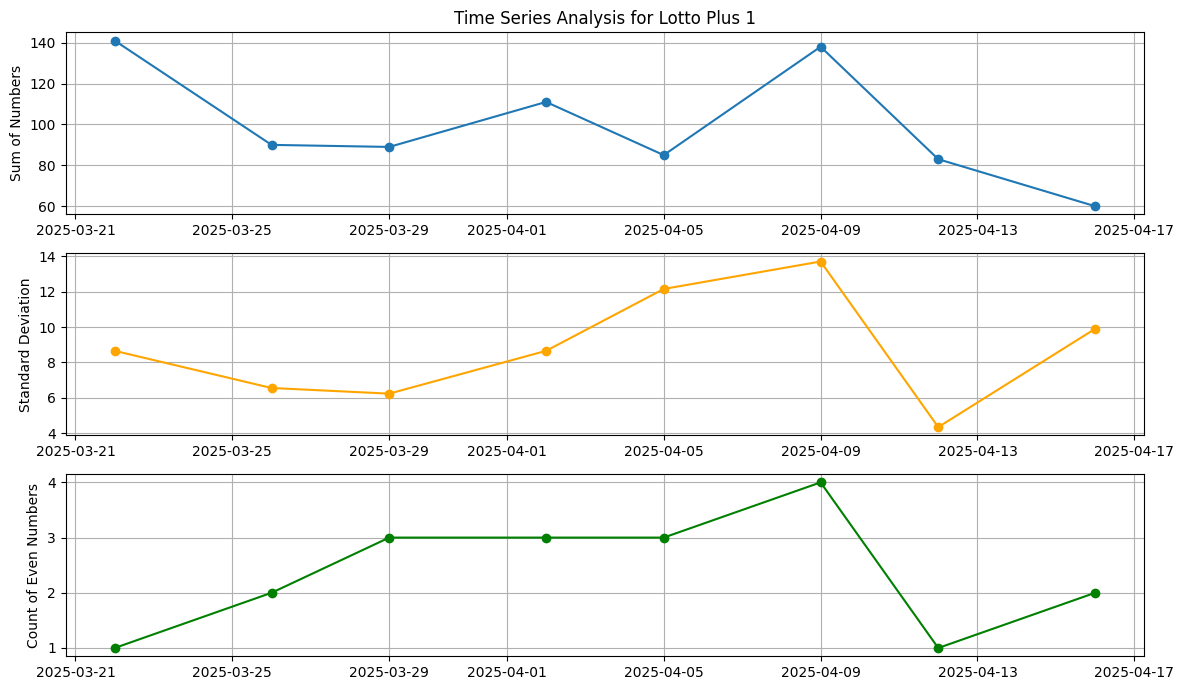 Time Series Analysis for Lotto Plus 1
Sum of Numbers
140
120
100
80
60
2025-03-21 2025-03-25 2025-03-29 2025-04-01 2025-04-05 2025-04-09 2025-04-13 2025-04-17
Standard Deviation
14
12
10
8
6
4
2025-03-21 2025-03-25 2025-03-29 2025-04-01 2025-04-05 2025-04-09 2025-04-13 2025-04-17
Count of Even Numbers
4
3
2
1
2025-03-21 2025-03-25 2025-03-29 2025-04-01 2025-04-05 2025-04-09 2025-04-13 2025-04-17